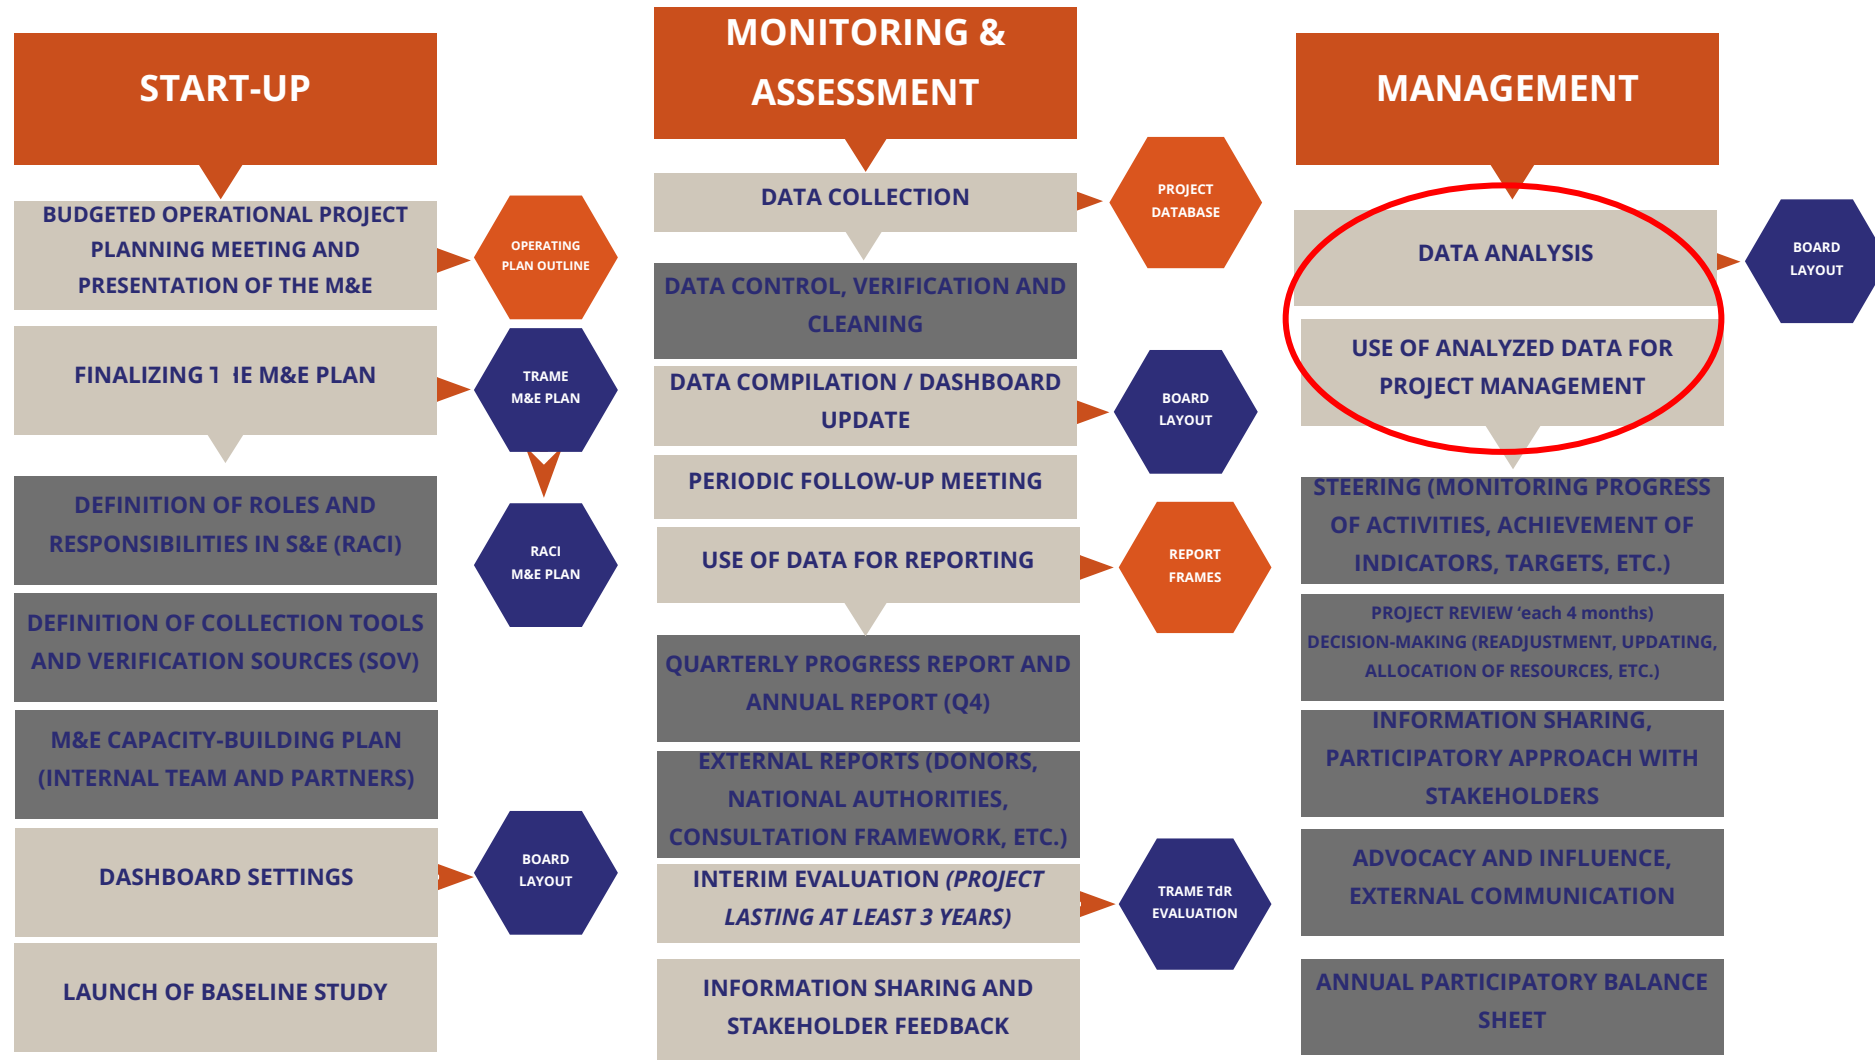 START-UP
BUDGETED OPERATIONAL PROJECT
PLANNING MEETING AND
PRESENTATION OF THE M&E
OPERATING
PLAN OUTLINE
FINALIZING THE M&E PLAN
TRAME
M&E PLAN
DEFINITION OF ROLES AND
RESPONSIBILITIES IN S&E (RACI)
RACI
M&E PLAN
DEFINITION OF COLLECTION TOOLS
AND VERIFICATION SOURCES (SOV)
M&E CAPACITY-BUILDING PLAN
(INTERNAL TEAM AND PARTNERS)
DASHBOARD SETTINGS
BOARD
LAYOUT
LAUNCH OF BASELINE STUDY
MONITORING &
ASSESSMENT
DATA COLLECTION
PROJECT
DATABASE
DATA CONTROL, VERIFICATION AND
CLEANING
DATA COMPILATION / DASHBOARD
UPDATE
BOARD
LAYOUT
PERIODIC FOLLOW-UP MEETING
USE OF DATA FOR REPORTING
REPORT
FRAMES
QUARTERLY PROGRESS REPORT AND
ANNUAL REPORT (Q4)
EXTERNAL REPORTS (DONORS,
NATIONAL AUTHORITIES,
CONSULTATION FRAMEWORK, ETC.)
INTERIM EVALUATION (PROJECT
LASTING AT LEAST 3 YEARS)
TRAME TdR
EVALUATION
INFORMATION SHARING AND
STAKEHOLDER FEEDBACK
MANAGEMENT
DATA ANALYSIS
BOARD
LAYOUT
USE OF ANALYZED DATA FOR
PROJECT MANAGEMENT
STEERING (MONITORING PROGRESS
OF ACTIVITIES, ACHIEVEMENT OF
INDICATORS, TARGETS, ETC.)
PROJECT REVIEW ‘each 4 months)
DECISION-MAKING (READJUSTMENT, UPDATING,
ALLOCATION OF RESOURCES, ETC.)
INFORMATION SHARING,
PARTICIPATORY APPROACH WITH
STAKEHOLDERS
ADVOCACY AND INFLUENCE,
EXTERNAL COMMUNICATION
ANNUAL PARTICIPATORY BALANCE
SHEET